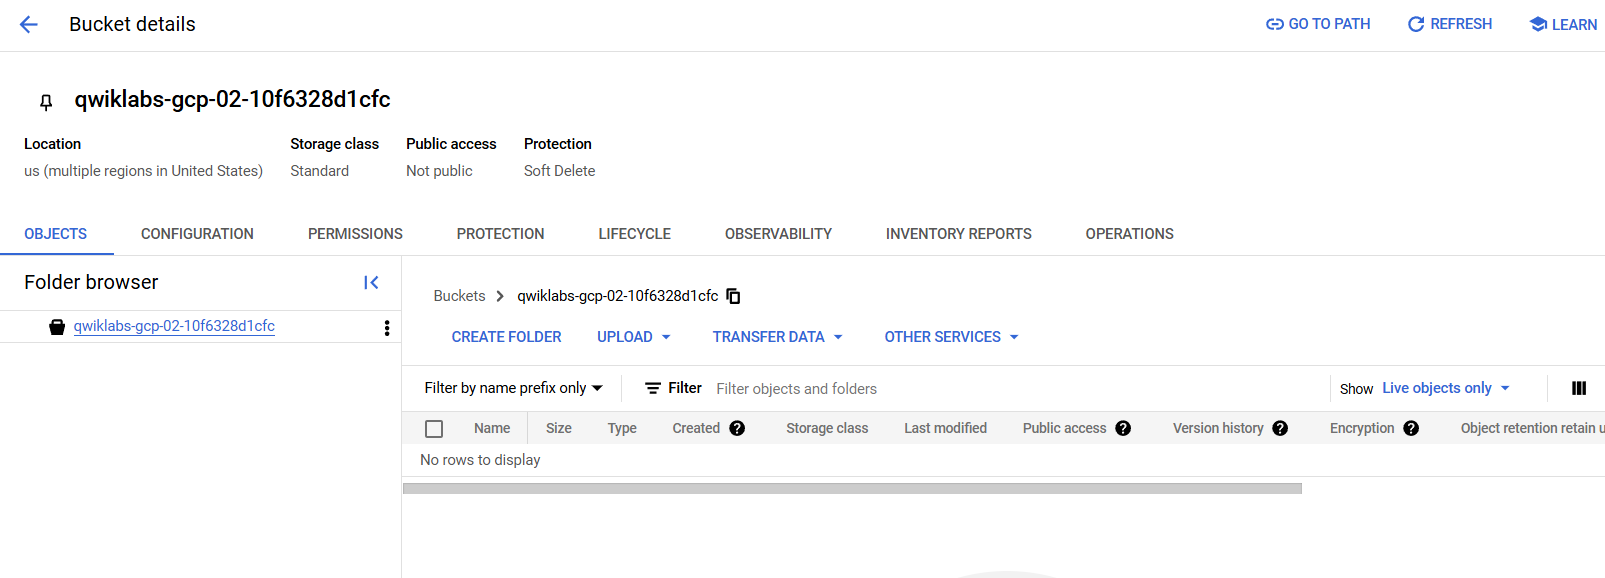 Bucket details
GO TO PATH
REFRESH
LEARN
qwiklabs-gcp-02-10f6328d1cfc
Location
Storage class
Public access
Protection
us (multiple regions in United States)
Standard
Not public
Soft Delete
OBJECTS
CONFIGURATION
PERMISSIONS
PROTECTION
LIFECYCLE
OBSERVABILITY
INVENTORY REPORTS
OPERATIONS
Folder browser
qwiklabs-gcp-02-10f6328d1cfc
Buckets > qwiklabs-gcp-02-10f6328d1cfc
CREATE FOLDER
UPLOAD
TRANSFER DATA
OTHER SERVICES
Filter by name prefix only
Filter
Filter objects and folders
Show
Live objects only
Name
Size
Type
Created ?
Storage class
Last modified
Public access ?
Version history ?
Encryption ?
Object retention retain u
No rows to display